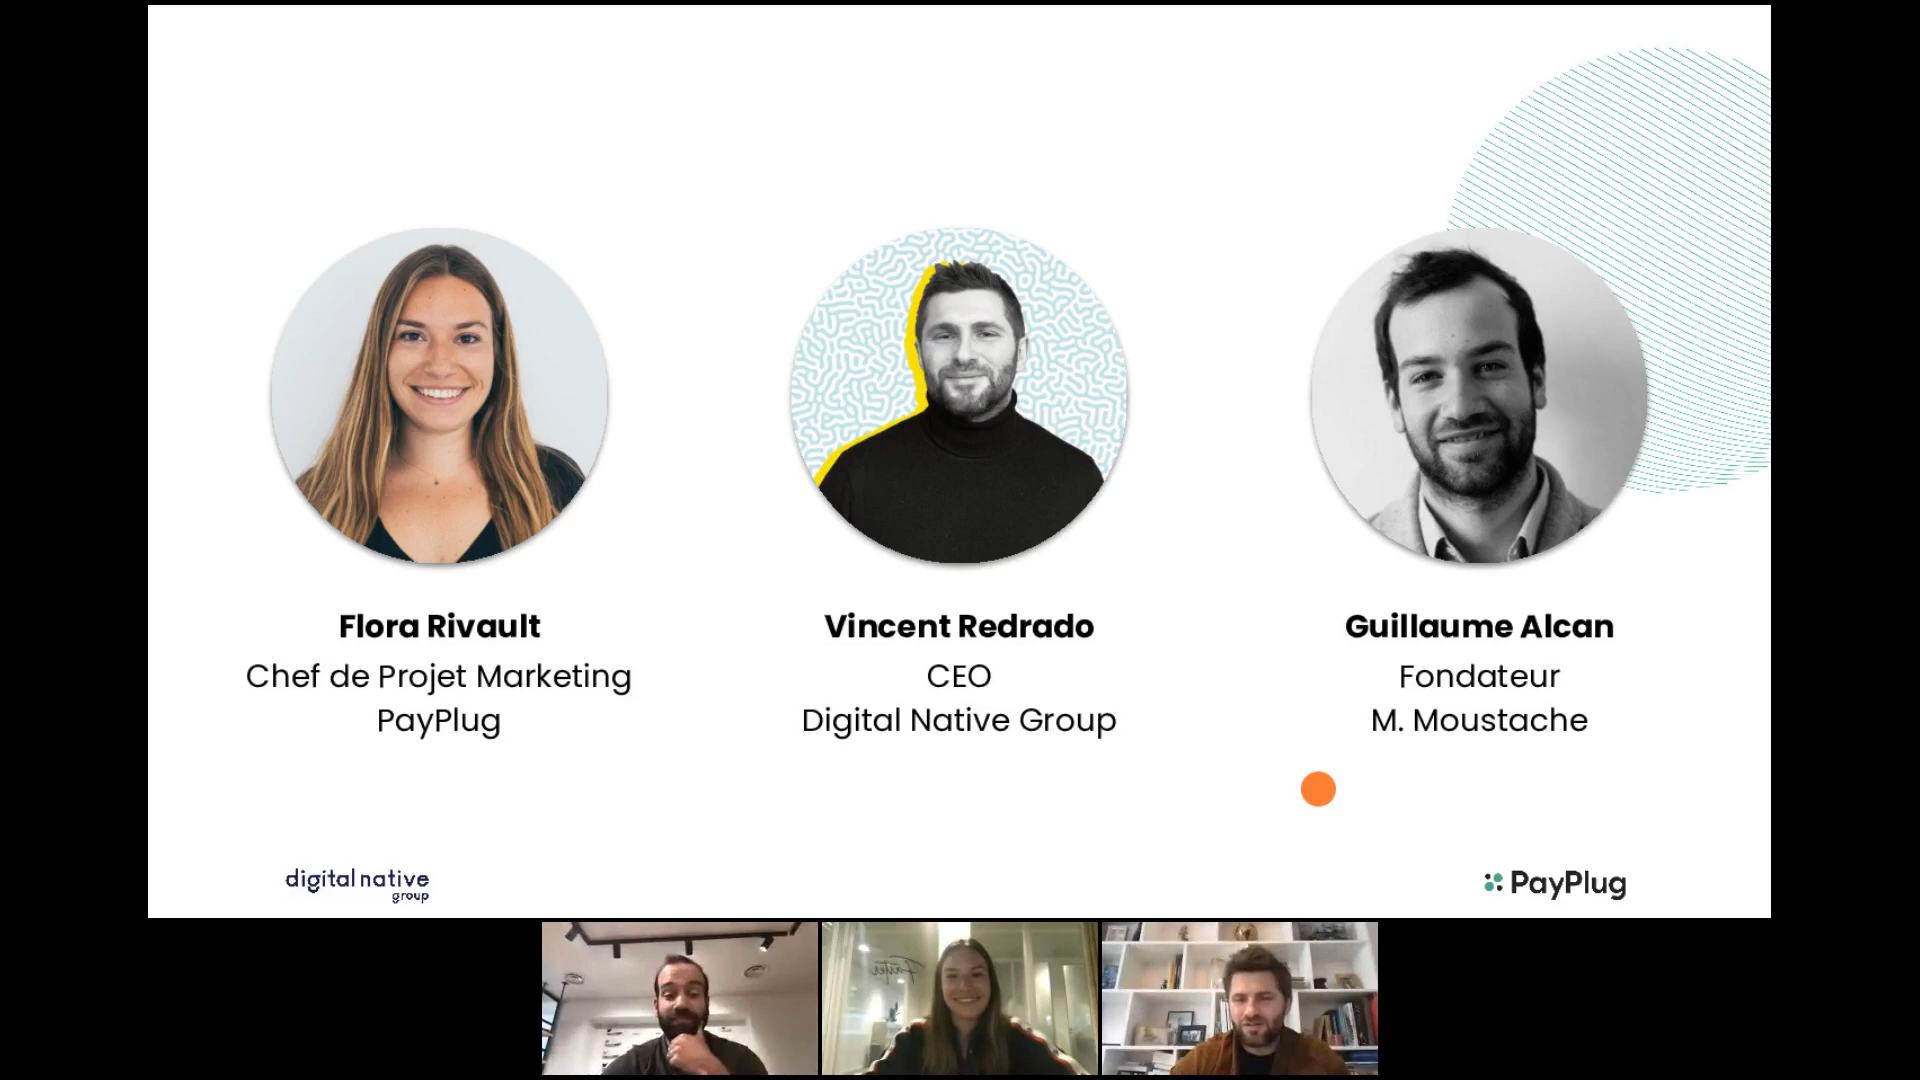 Flora Rivault
Chef de Projet Marketing
PayPlug
Vincent Redrado
CEO
Digital Native Group
Guillaume Alcan
Fondateur
M. Moustache
digital native
group
PayPlug